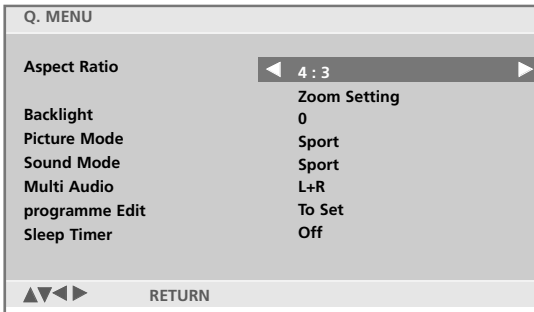 Q. MENU
Aspect Ratio 4 : 3
Zoom Setting
Backlight 0
Picture Mode Sport
Sound Mode Sport
Multi Audio L+R
programme Edit To Set
Sleep Timer Off
RETURN